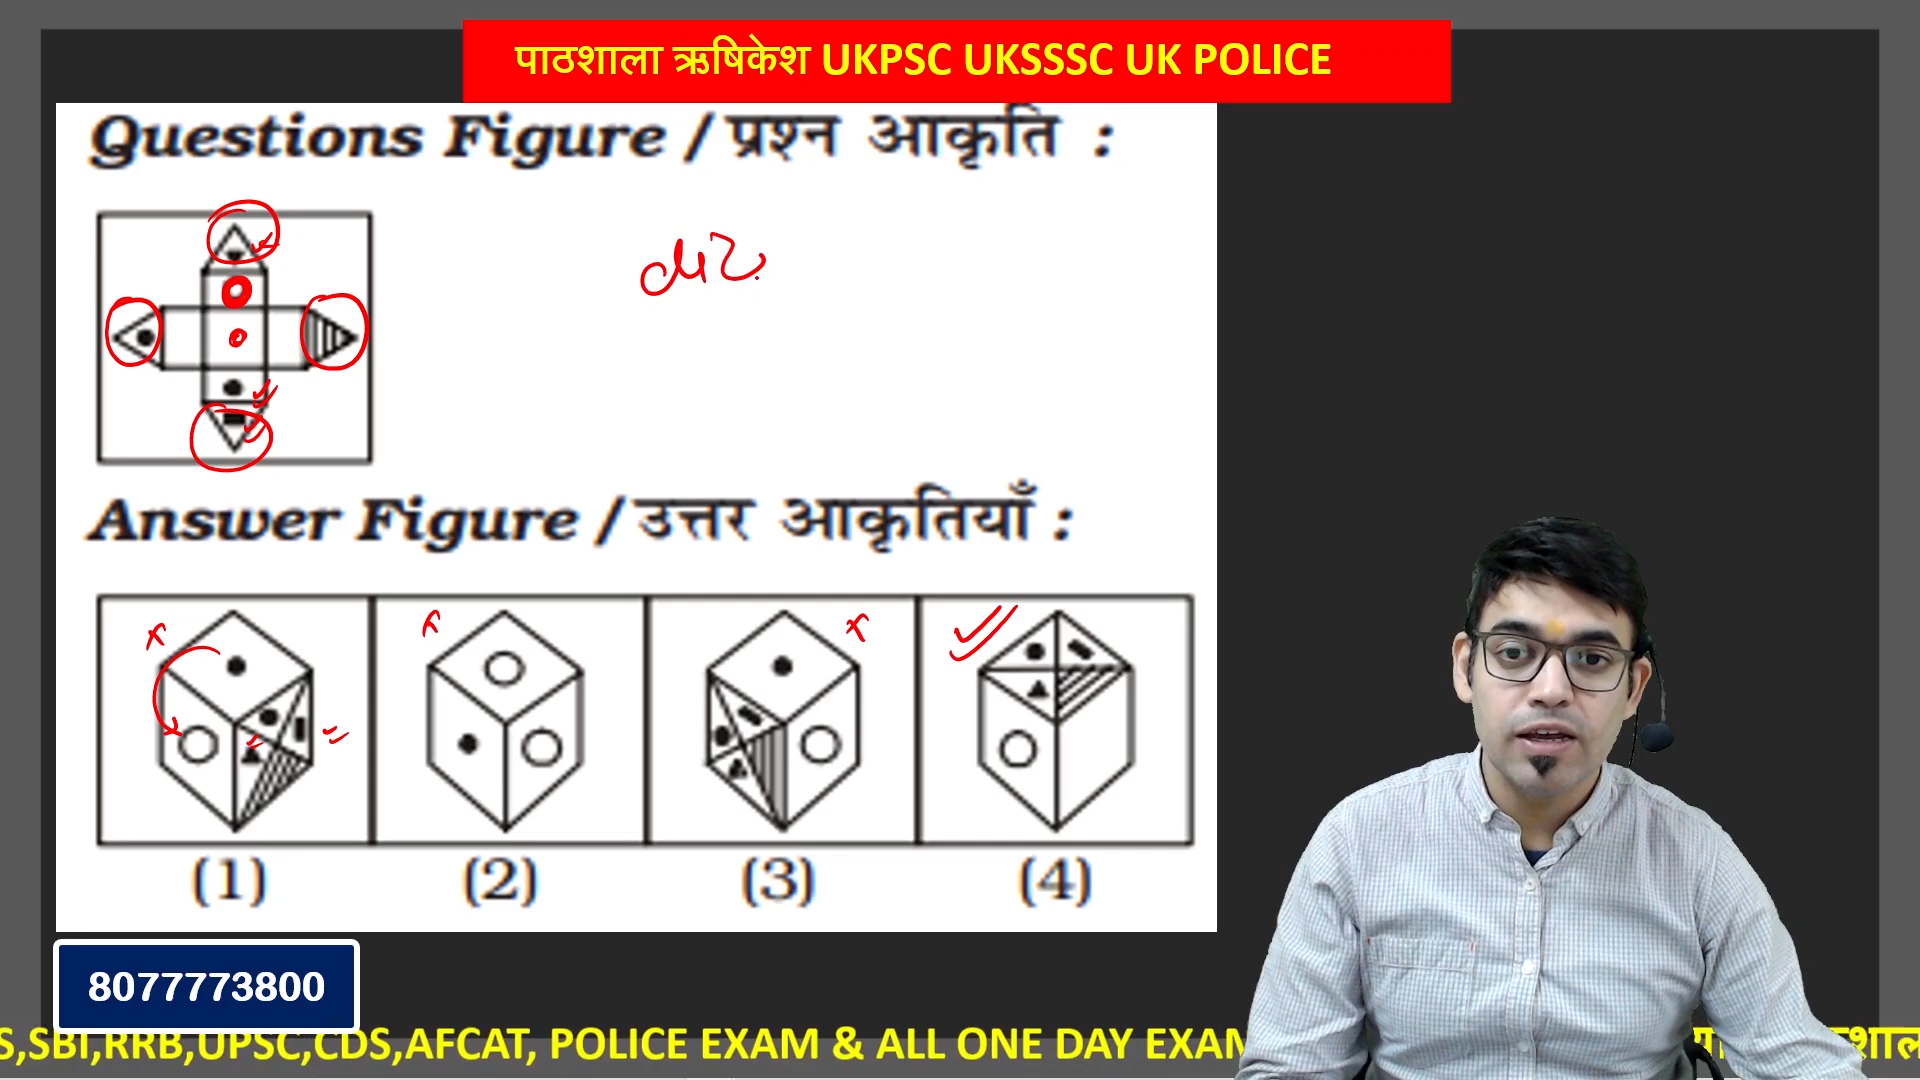 पाठशाला ऋषिकेश UKPSC UKSSSC UK POLICE
Questions Figure / प्रश्न आकृति :
Answer Figure / उत्तर आकृतियाँ :
(1) (2) (3) (4)
8077773800
S,SBI,RRB,UPSC,CDS,AFCAT, POLICE EXAM & ALL ONE DAY EXAM